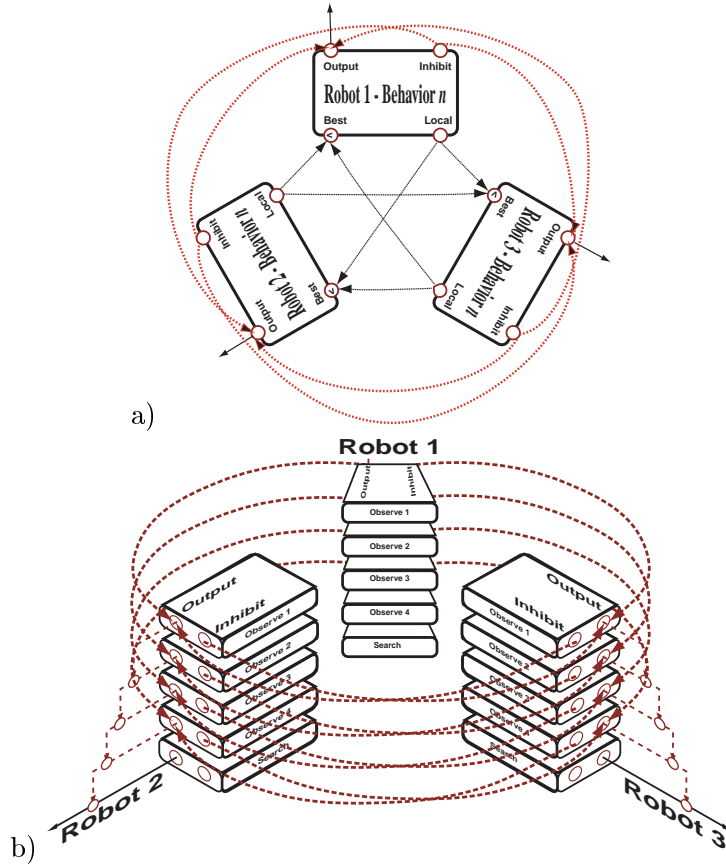 Output Inhibit
Robot 1 - Behavior n
Best Local
<
Local
Inhibit
Robot 2 - Behavior n
Best
<
Output
<
Best
Output
Robot 3 - Behavior n
Local
Inhibit
a)
Robot 1
Output Inhibit
Observe 1
Observe 2
Observe 3
Observe 4
Search
Output
Inhibit
Observe 1
Observe 2
Observe 3
Observe 4
Search
Robot 2
Output
Inhibit
Observe 1
Observe 2
Observe 3
Observe 4
Search
Robot 3
b)